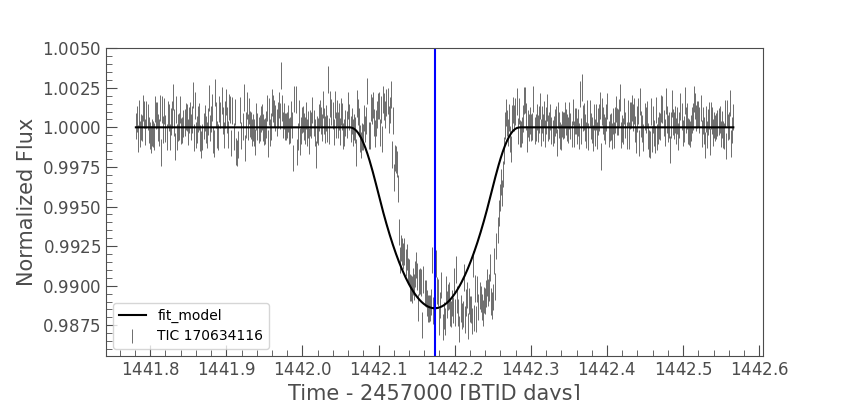 1.0050
1.0025
1.0000
0.9975
0.9950
0.9925
0.9900
0.9875
Normalized Flux
fit_model
TIC 170634116
1441.8 1441.9 1442.0 1442.1 1442.2 1442.3 1442.4 1442.5 1442.6
Time - 2457000 [BTJD days]